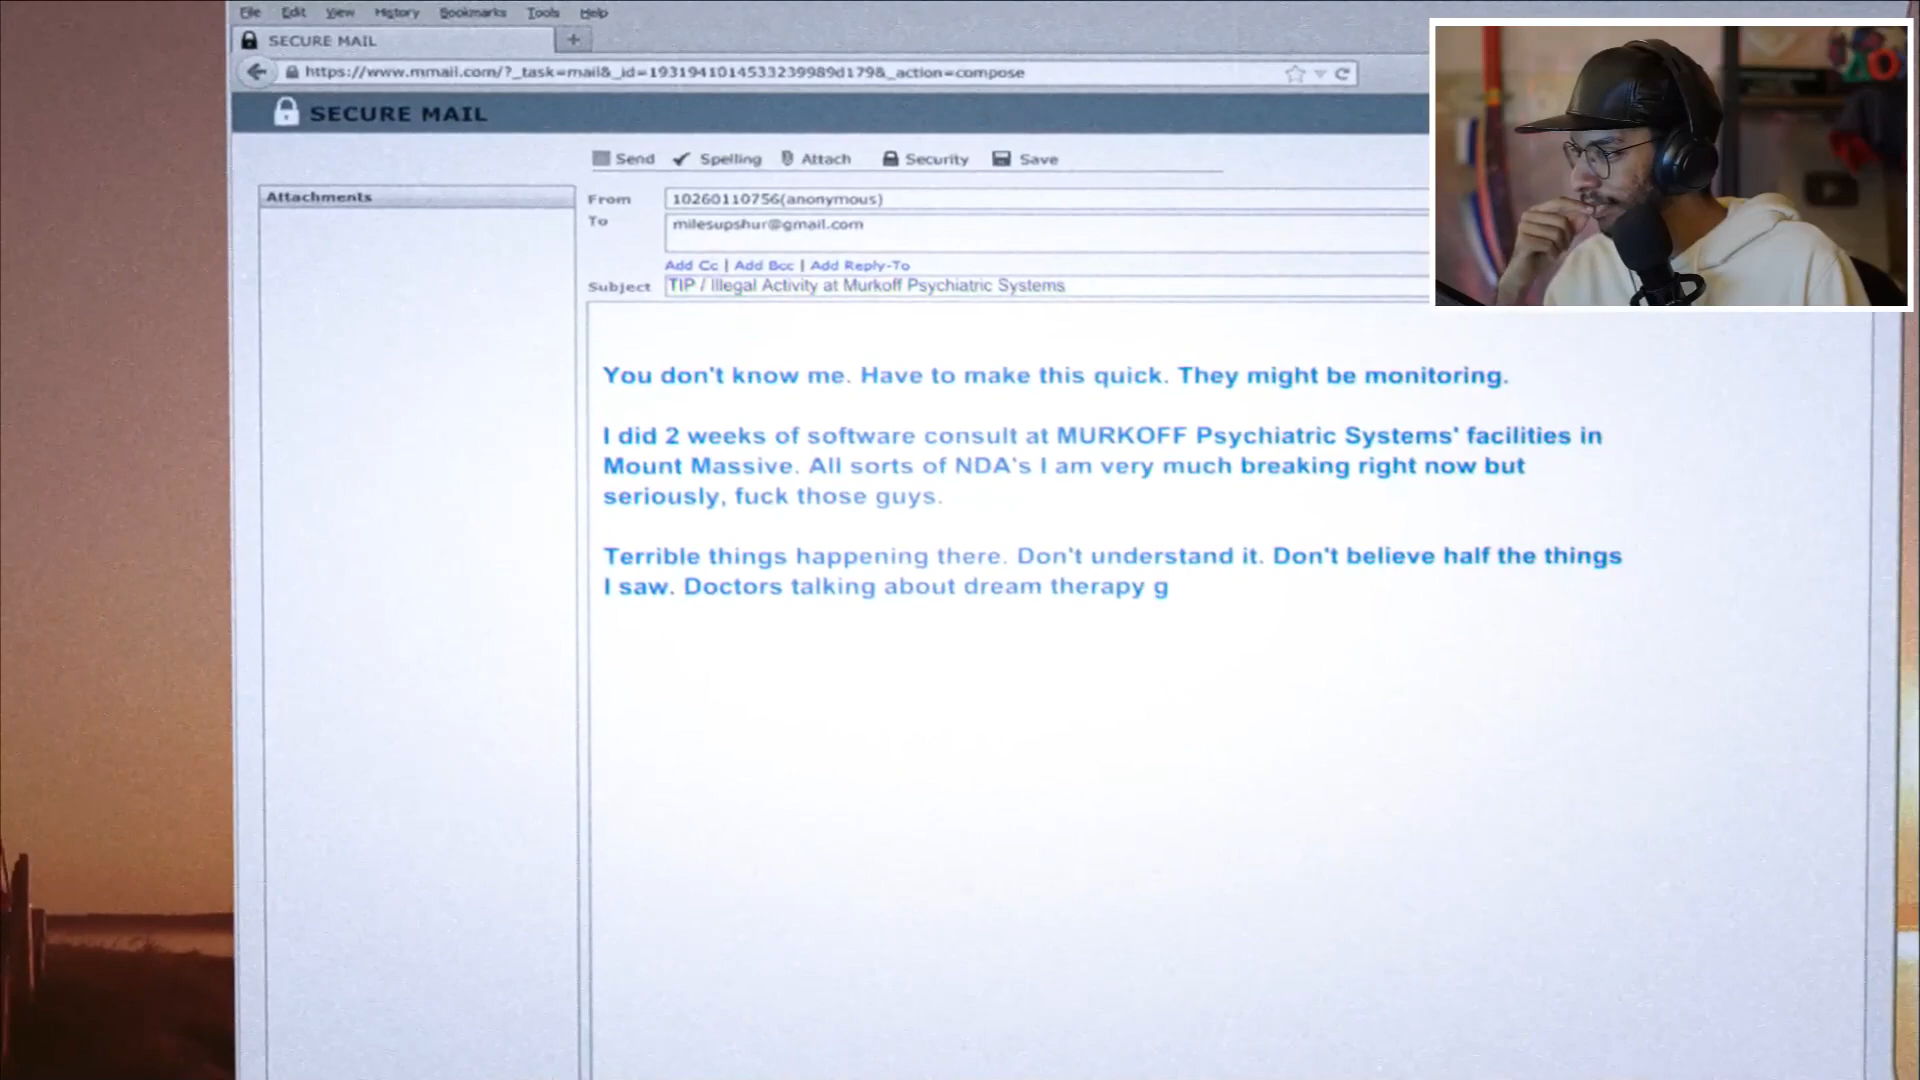 File Edit View History Bookmarks Tools Help
SECURE MAIL +
https://www.mmail.com/?_task=mail&_id=1931941014533239989d179&_action=compose
SECURE MAIL
Send Spelling Attach Security Save
Attachments
From 10260110756(anonymous)
To milesupshur@gmail.com
Add Cc | Add Bcc | Add Reply-To
Subject TIP / Illegal Activity at Murkoff Psychiatric Systems
You don't know me. Have to make this quick. They might be monitoring.
I did 2 weeks of software consult at MURKOFF Psychiatric Systems' facilities in
Mount Massive. All sorts of NDA's I am very much breaking right now but
seriously, fuck those guys.
Terrible things happening there. Don't understand it. Don't believe half the things
I saw. Doctors talking about dream therapy g